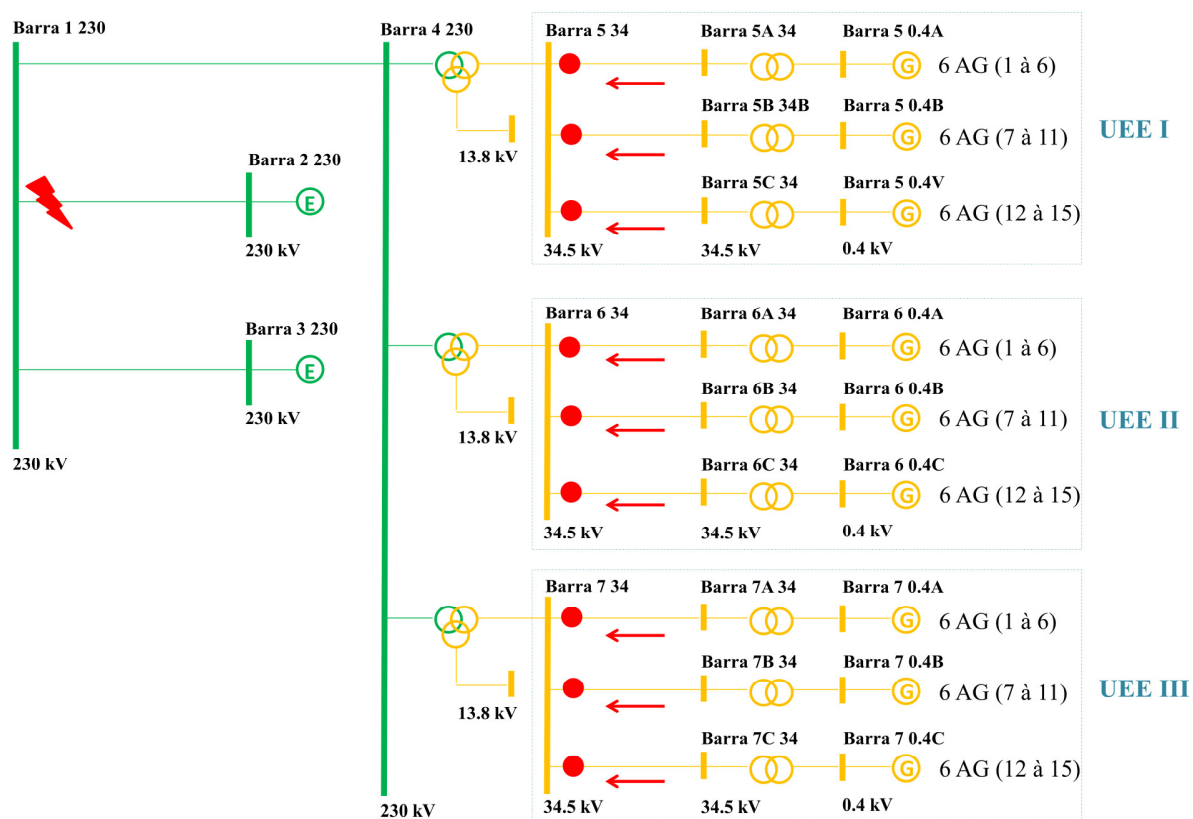 Barra 1 230
Barra 4 230
Barra 5 34
Barra 5A 34
Barra 5 0.4A
G
6 AG (1 à 6)
Barra 5B 34B
Barra 5 0.4B
G
6 AG (7 à 11)
UEE I
13.8 kV
Barra 2 230
E
230 kV
Barra 5C 34
Barra 5 0.4V
G
6 AG (12 à 15)
34.5 kV
34.5 kV
0.4 kV
Barra 3 230
E
230 kV
230 kV
Barra 6 34
Barra 6A 34
Barra 6 0.4A
G
6 AG (1 à 6)
Barra 6B 34
Barra 6 0.4B
G
6 AG (7 à 11)
UEE II
13.8 kV
Barra 6C 34
Barra 6 0.4C
G
6 AG (12 à 15)
34.5 kV
34.5 kV
0.4 kV
Barra 7 34
Barra 7A 34
Barra 7 0.4A
G
6 AG (1 à 6)
Barra 7B 34
Barra 7 0.4B
G
6 AG (7 à 11)
UEE III
13.8 kV
Barra 7C 34
Barra 7 0.4C
G
6 AG (12 à 15)
230 kV
34.5 kV
34.5 kV
0.4 kV